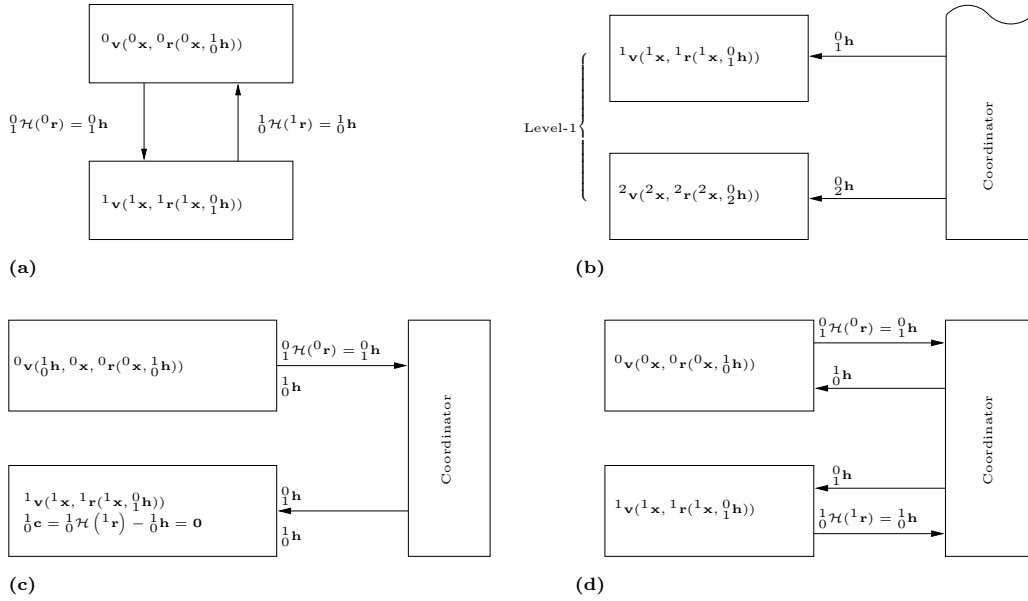 ⁰v(⁰x, ⁰r(⁰x, ¹₀h))
⁰₁ℋ(⁰r) = ⁰₁h
¹₀ℋ(¹r) = ¹₀h
¹v(¹x, ¹r(¹x, ⁰₁h))
(a)
¹v(¹x, ¹r(¹x, ⁰₁h))
⁰₁h
Level-1
Coordinator
²v(²x, ²r(²x, ⁰₂h))
⁰₂h
(b)
⁰v(¹₀h, ⁰x, ⁰r(⁰x, ¹₀h))
⁰₁ℋ(⁰r) = ⁰₁h
¹₀h
Coordinator
¹v(¹x, ¹r(¹x, ⁰₁h))
¹₀c = ¹₀ℋ(¹r) − ¹₀h = 0
⁰₁h
¹₀h
(c)
⁰₁ℋ(⁰r) = ⁰₁h
⁰v(⁰x, ⁰r(⁰x, ¹₀h))
¹₀h
Coordinator
⁰₁h
¹v(¹x, ¹r(¹x, ⁰₁h))
¹₀ℋ(¹r) = ¹₀h
(d)